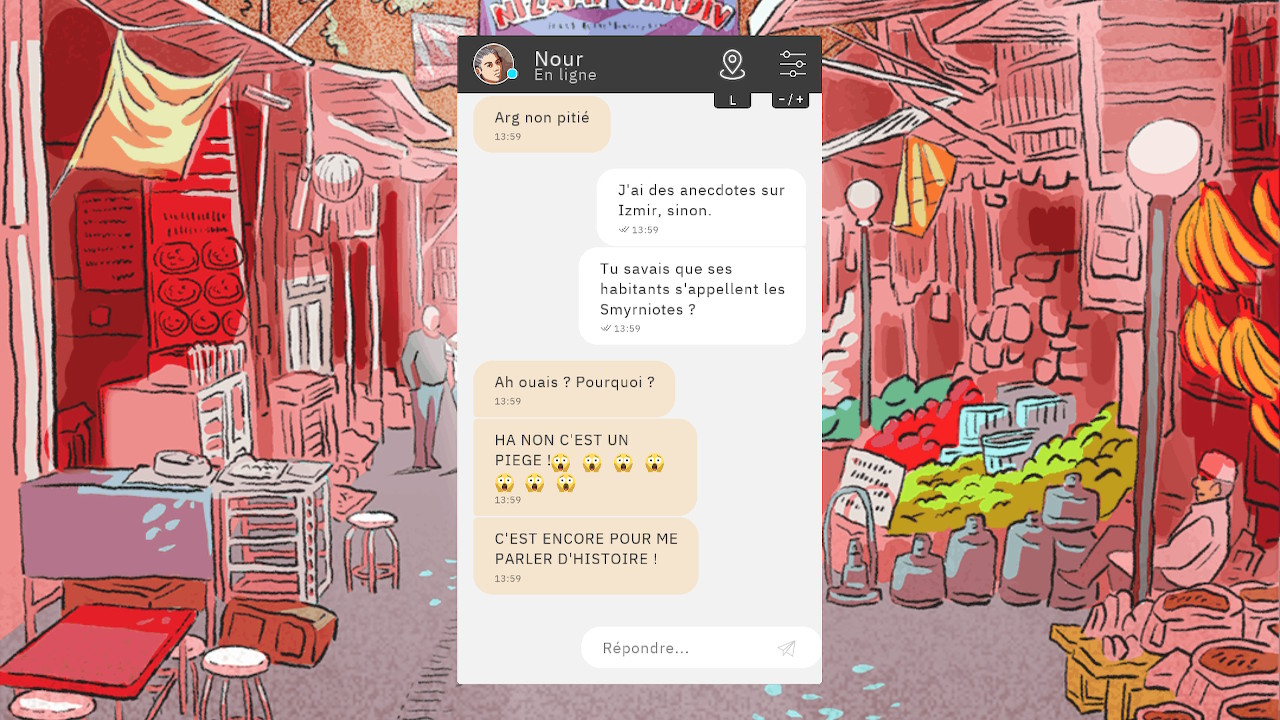 Nour
En ligne
L
-/+
Arg non pitié
13:59
J'ai des anecdotes sur
Izmir, sinon.
13:59
Tu savais que ses
habitants s'appellent les
Smyrniotes ?
13:59
Ah ouais ? Pourquoi ?
13:59
HA NON C'EST UN
PIEGE !😱 😱 😱 😱
😱 😱 😱
13:59
C'EST ENCORE POUR ME
PARLER D'HISTOIRE !
13:59
Répondre...